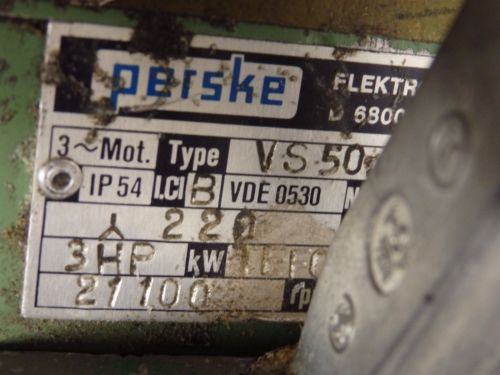 perske
ELEKTR
D 6800
3~Mot. Type VS 50
IP 54 I.Cl B VDE 0530
⅄ 220
3HP kW
21100